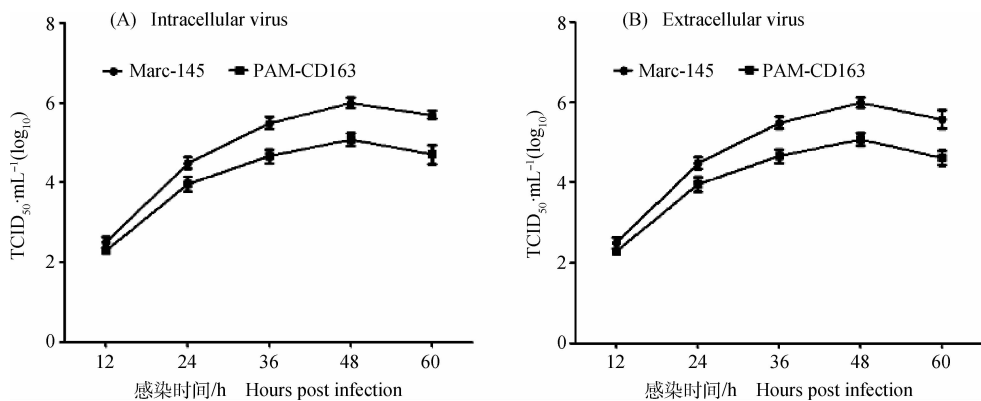 (A) Intracellular virus
Marc-145 PAM-CD163
TCID₅₀·mL⁻¹(log₁₀)
8
6
4
2
0
12 24 36 48 60
感染时间/h Hours post infection
(B) Extracellular virus
Marc-145 PAM-CD163
TCID₅₀·mL⁻¹(log₁₀)
8
6
4
2
0
12 24 36 48 60
感染时间/h Hours post infection